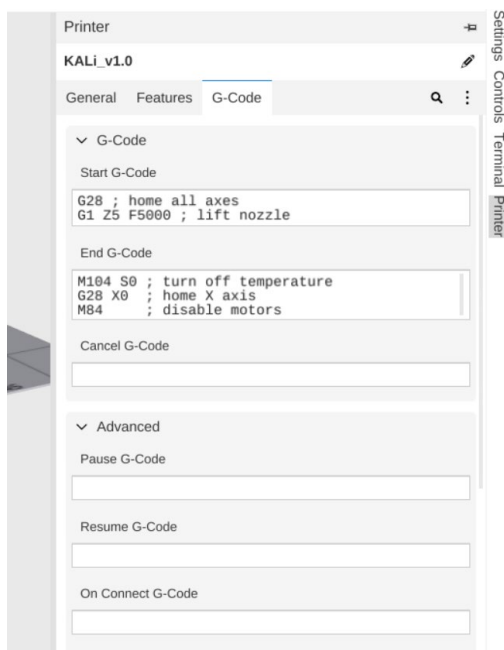 Printer
KALi_v1.0
General Features G-Code
G-Code
Start G-Code
G28 ; home all axes
G1 Z5 F5000 ; lift nozzle
End G-Code
M104 S0 ; turn off temperature
G28 X0  ; home X axis
M84     ; disable motors
Cancel G-Code
Advanced
Pause G-Code
Resume G-Code
On Connect G-Code
Settings Controls Terminal Printer